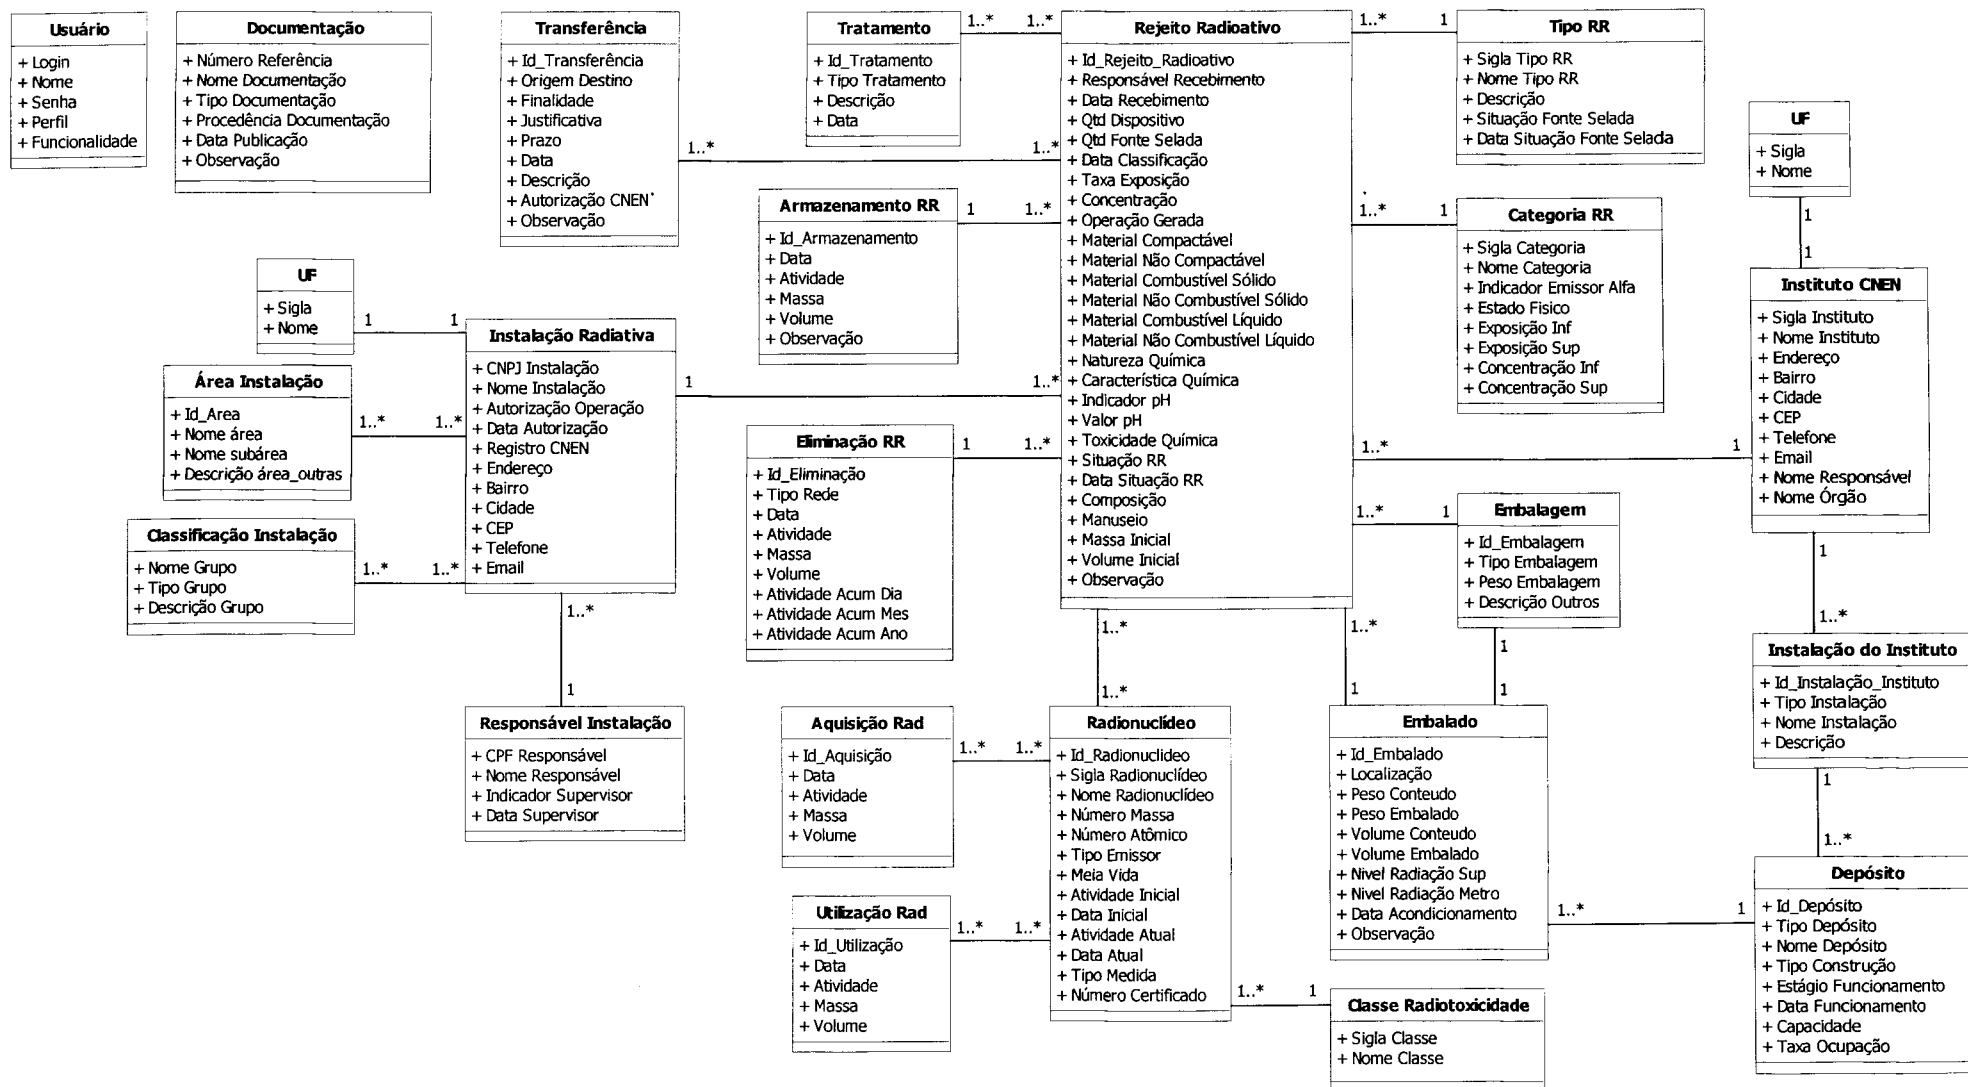 Usuário
+ Login
+ Nome
+ Senha
+ Perfil
+ Funcionalidade
Documentação
+ Número Referência
+ Nome Documentação
+ Tipo Documentação
+ Procedência Documentação
+ Data Publicação
+ Observação
Transferência
+ Id_Transferência
+ Origem Destino
+ Finalidade
+ Justificativa
+ Prazo
+ Data
+ Descrição
+ Autorização CNEN
+ Observação
1..*
1..*
Tratamento
+ Id_Tratamento
+ Tipo Tratamento
+ Descrição
+ Data
1..*
1..*
Rejeito Radioativo
+ Id_Rejeito_Radioativo
+ Responsável Recebimento
+ Data Recebimento
+ Qtd Dispositivo
+ Qtd Fonte Selada
+ Data Classificação
+ Taxa Exposição
+ Concentração
+ Operação Gerada
+ Material Compactável
+ Material Não Compactável
+ Material Combustível Sólido
+ Material Não Combustível Sólido
+ Material Combustível Líquido
+ Material Não Combustível Líquido
+ Natureza Química
+ Característica Química
+ Indicador pH
+ Valor pH
+ Toxicidade Química
+ Situação RR
+ Data Situação RR
+ Composição
+ Manuseio
+ Massa Inicial
+ Volume Inicial
+ Observação
1..*
1
Tipo RR
+ Sigla Tipo RR
+ Nome Tipo RR
+ Descrição
+ Situação Fonte Selada
+ Data Situação Fonte Selada
UF
+ Sigla
+ Nome
1
1
Armazenamento RR
+ Id_Armazenamento
+ Data
+ Atividade
+ Massa
+ Volume
+ Observação
1
1..*
1..*
1
Categoria RR
+ Sigla Categoria
+ Nome Categoria
+ Indicador Emissor Alfa
+ Estado Fisico
+ Exposição Inf
+ Exposição Sup
+ Concentração Inf
+ Concentração Sup
Instituto CNEN
+ Sigla Instituto
+ Nome Instituto
+ Endereço
+ Bairro
+ Cidade
+ CEP
+ Telefone
+ Email
+ Nome Responsável
+ Nome Órgão
1..*
1
UF
+ Sigla
+ Nome
1
1
Instalação Radiativa
+ CNPJ Instalação
+ Nome Instalação
+ Autorização Operação
+ Data Autorização
+ Registro CNEN
+ Endereço
+ Bairro
+ Cidade
+ CEP
+ Telefone
+ Email
1
1..*
Área Instalação
+ Id_Area
+ Nome área
+ Nome subárea
+ Descrição área_outras
1..*
1..*
Classificação Instalação
+ Nome Grupo
+ Tipo Grupo
+ Descrição Grupo
1..*
1..*
Eliminação RR
+ Id_Eliminação
+ Tipo Rede
+ Data
+ Atividade
+ Massa
+ Volume
+ Atividade Acum Dia
+ Atividade Acum Mes
+ Atividade Acum Ano
1
1..*
1..*
1
Embalagem
+ Id_Embalagem
+ Tipo Embalagem
+ Peso Embalagem
+ Descrição Outros
1
1..*
1..*
1
Responsável Instalação
+ CPF Responsável
+ Nome Responsável
+ Indicador Supervisor
+ Data Supervisor
1..*
1..*
1..*
1
1
1
Instalação do Instituto
+ Id_Instalação_Instituto
+ Tipo Instalação
+ Nome Instalação
+ Descrição
1
1..*
Aquisição Rad
+ Id_Aquisição
+ Data
+ Atividade
+ Massa
+ Volume
1..*
1..*
Radionuclídeo
+ Id_Radionuclideo
+ Sigla Radionuclídeo
+ Nome Radionuclídeo
+ Número Massa
+ Número Atômico
+ Tipo Emissor
+ Meia Vida
+ Atividade Inicial
+ Data Inicial
+ Atividade Atual
+ Data Atual
+ Tipo Medida
+ Número Certificado
Embalado
+ Id_Embalado
+ Localização
+ Peso Conteudo
+ Peso Embalado
+ Volume Conteudo
+ Volume Embalado
+ Nivel Radiação Sup
+ Nivel Radiação Metro
+ Data Acondicionamento
+ Observação
1..*
1
Depósito
+ Id_Depósito
+ Tipo Depósito
+ Nome Depósito
+ Tipo Construção
+ Estágio Funcionamento
+ Data Funcionamento
+ Capacidade
+ Taxa Ocupação
Utilização Rad
+ Id_Utilização
+ Data
+ Atividade
+ Massa
+ Volume
1..*
1..*
1..*
1
Classe Radiotoxicidade
+ Sigla Classe
+ Nome Classe